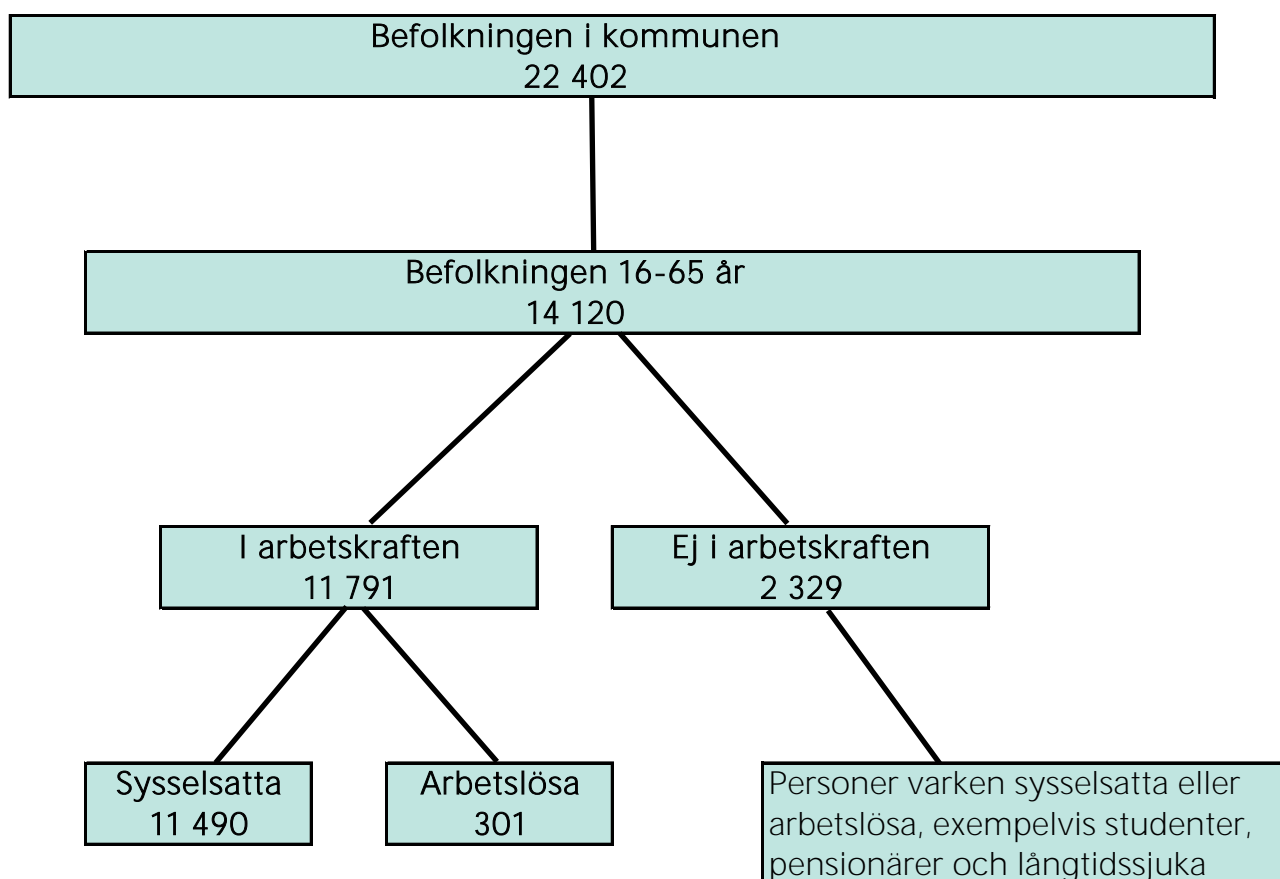 Befolkningen i kommunen
22 402
Befolkningen 16-65 år
14 120
I arbetskraften
11 791
Ej i arbetskraften
2 329
Sysselsatta
11 490
Arbetslösa
301
Personer varken sysselsatta eller
arbetslösa, exempelvis studenter,
pensionärer och långtidssjuka